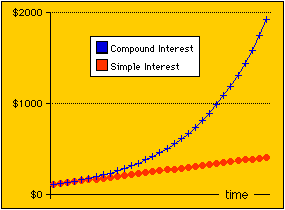 $2000
Compound Interest
Simple Interest
$1000
$0
time